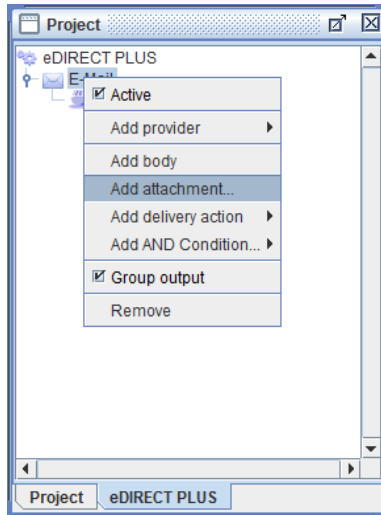 Project
eDIRECT PLUS
E-Mail
Active
Add provider
Add body
Add attachment...
Add delivery action
Add AND Condition...
Group output
Remove
Project
eDIRECT PLUS